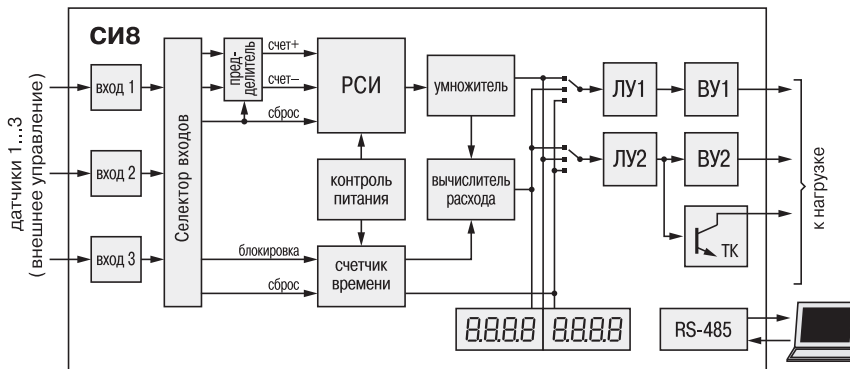 СИ8
датчики 1...3
(внешнее управление)
вход 1
вход 2
вход 3
Селектор входов
пред-
делитель
счет+
счет–
сброс
РСИ
умножитель
контроль
питания
вычислитель
расхода
блокировка
сброс
счетчик
времени
ЛУ1
ВУ1
ЛУ2
ВУ2
ТК
к нагрузке
8.8.8.8 8.8.8.8
RS-485